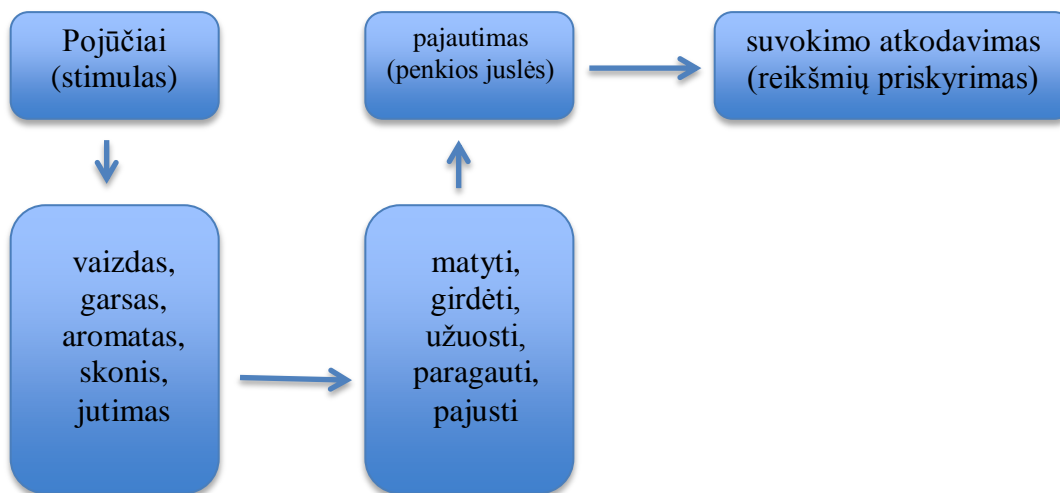 Pojūčiai
(stimulas)
pajautimas
(penkios juslės)
suvokimo atkodavimas
(reikšmių priskyrimas)
vaizdas,
garsas,
aromatas,
skonis,
jutimas
matyti,
girdėti,
užuosti,
paragauti,
pajusti